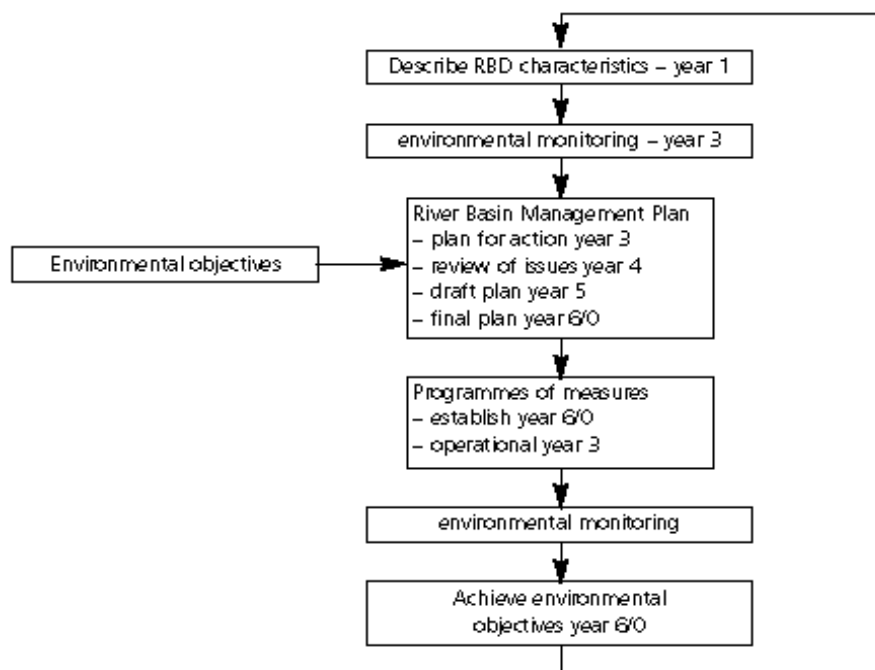 Describe RBD characteristics – year 1
environmental monitoring – year 3
River Basin Management Plan
– plan for action year 3
– review of issues year 4
– draft plan year 5
– final plan year 6/0
Environmental objectives
Programmes of measures
– establish year 6/0
– operational year 3
environmental monitoring
Achieve environmental
objectives year 6/0